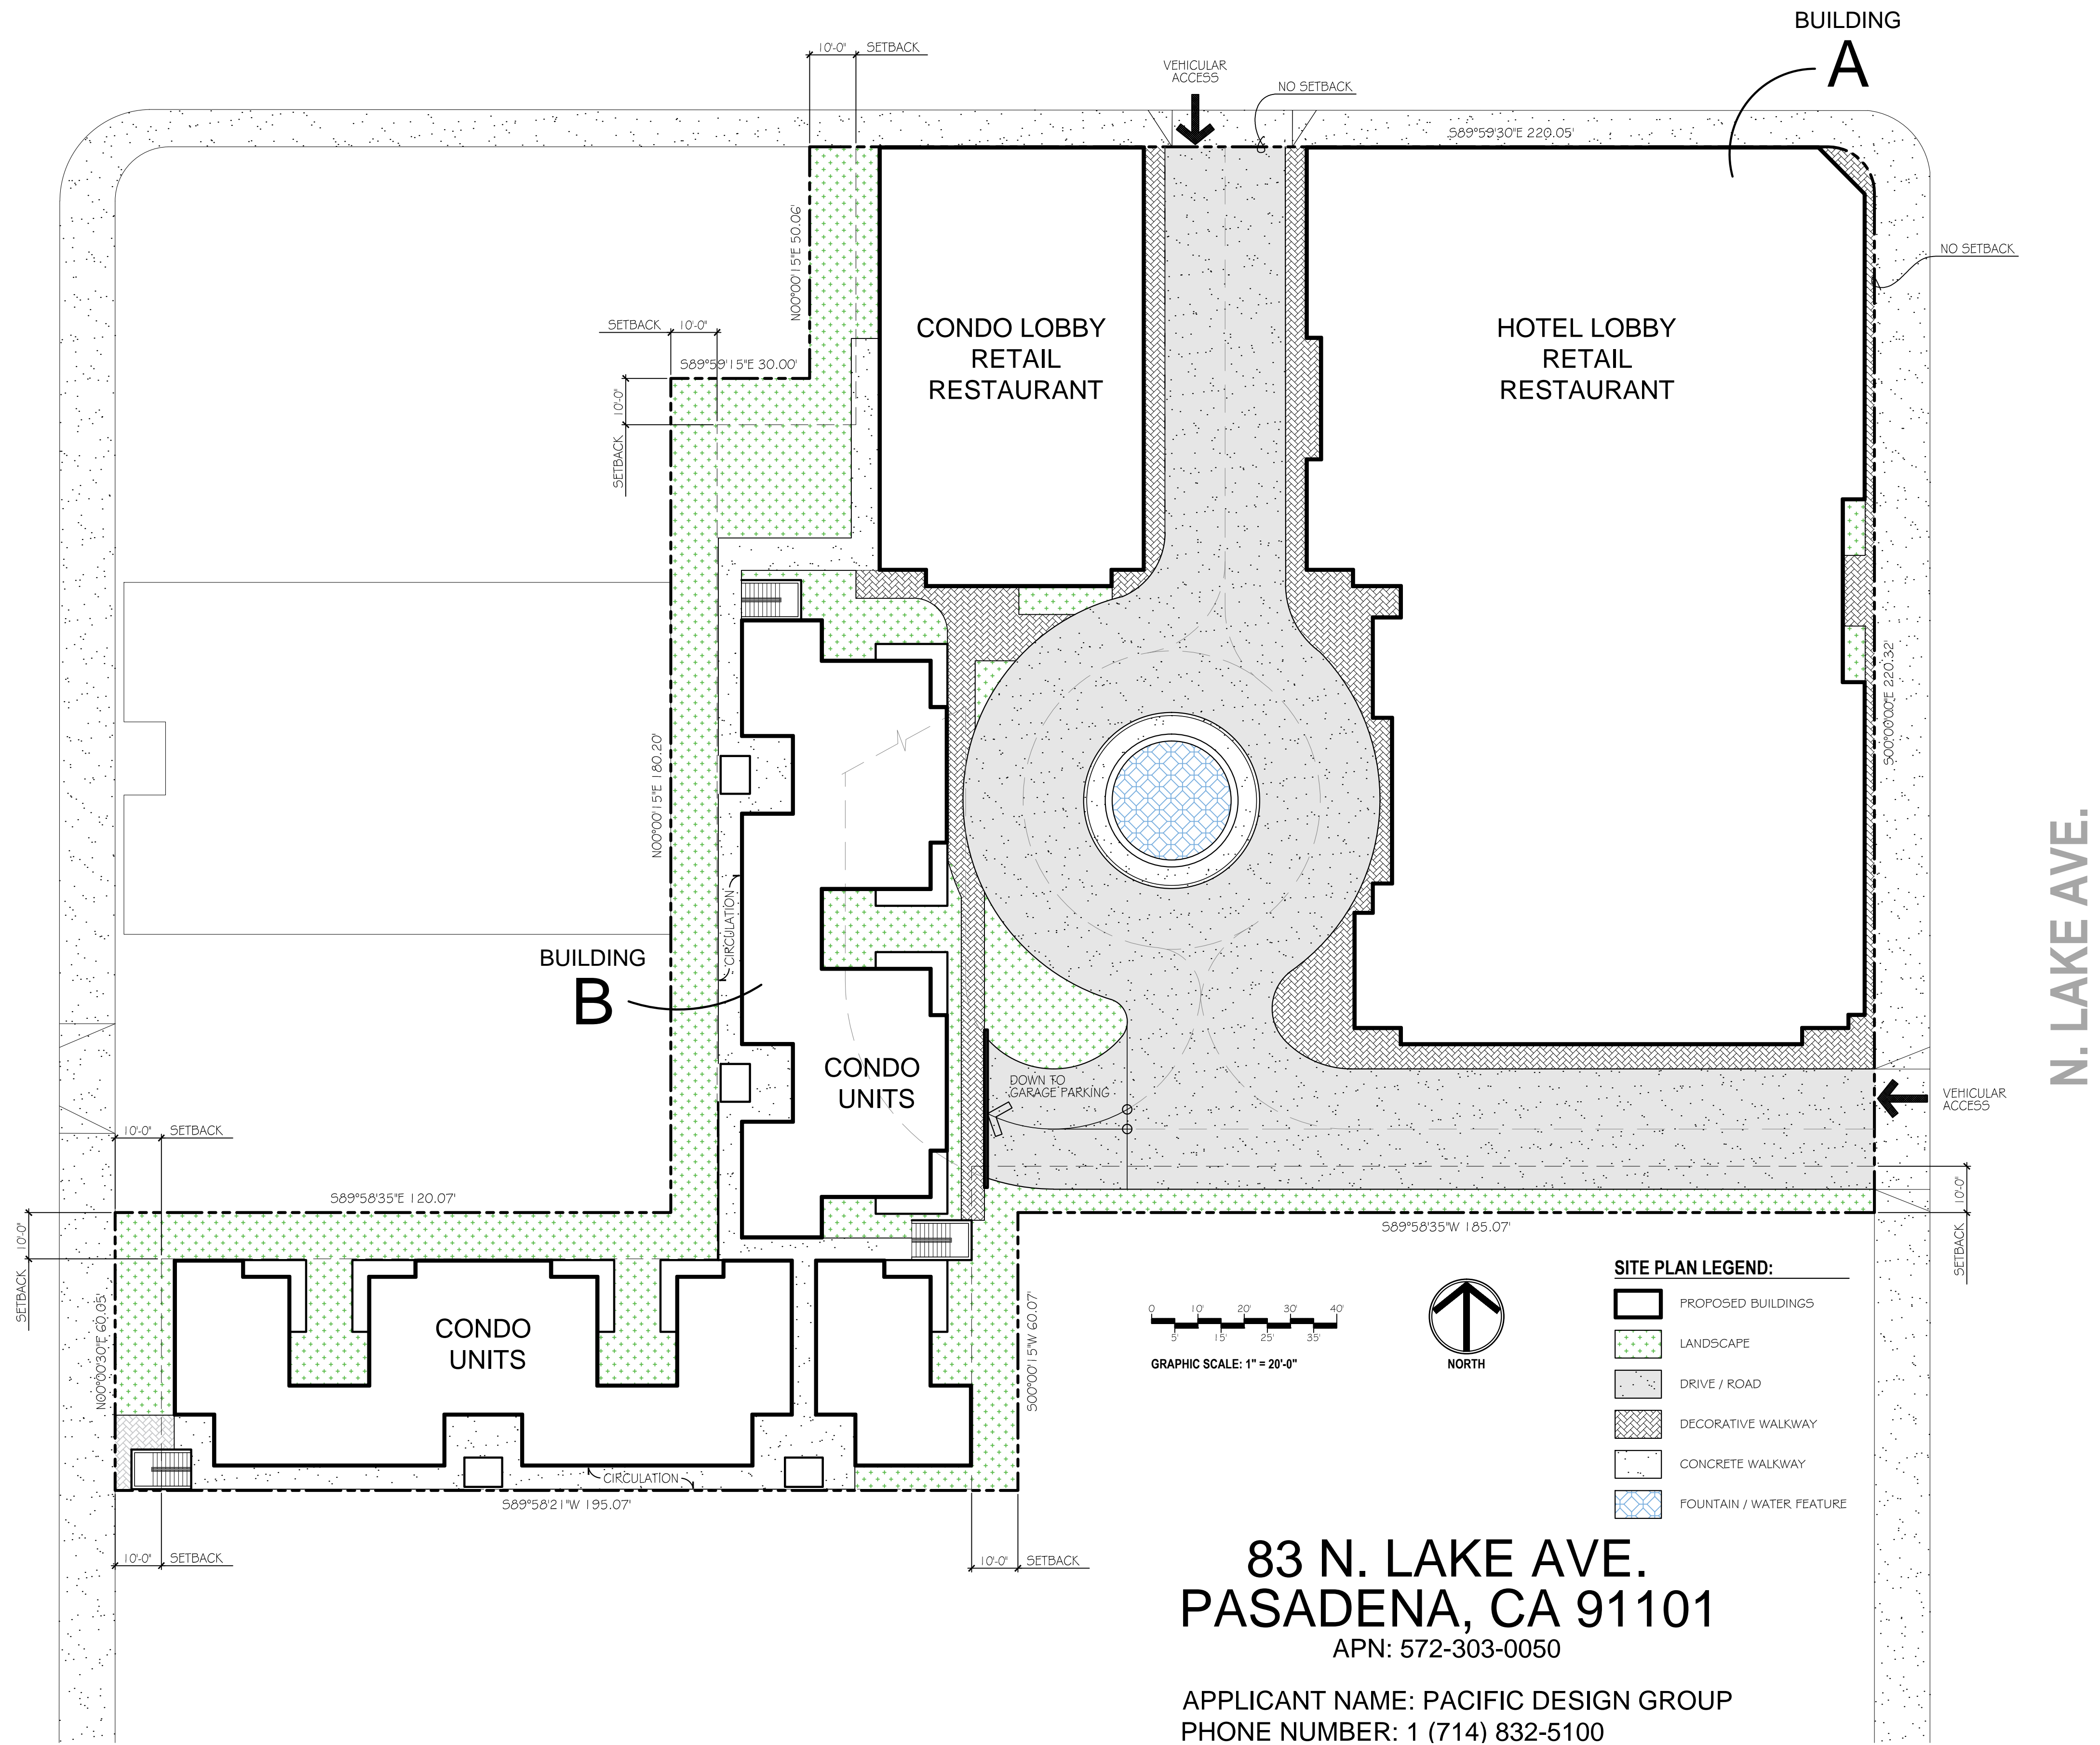 BUILDING
A
10'-0" SETBACK
VEHICULAR
ACCESS
NO SETBACK
S89°59'30"E 220.05'
N00°00'15"E 50.06'
NO SETBACK
SETBACK 10'-0"
S89°59'15"E 30.00'
10'-0"
SETBACK
CONDO LOBBY
RETAIL
RESTAURANT
HOTEL LOBBY
RETAIL
RESTAURANT
S00°00'00"E 220.32'
N00°00'15"E 180.20'
CIRCULATION
BUILDING
B
CONDO
UNITS
DOWN TO
GARAGE PARKING
VEHICULAR
ACCESS
N. LAKE AVE.
10'-0" SETBACK
S89°58'35"E 120.07'
10'-0"
SETBACK
S89°58'35"W 185.07'
10'-0"
SETBACK
N00°00'30"E 60.05'
CONDO
UNITS
S00°00'15"W 60.07'
CIRCULATION
S89°58'21"W 195.07'
10'-0" SETBACK
10'-0" SETBACK
0 10' 20' 30' 40'
5' 15' 25' 35'
GRAPHIC SCALE: 1" = 20'-0"
NORTH
SITE PLAN LEGEND:
PROPOSED BUILDINGS
LANDSCAPE
DRIVE / ROAD
DECORATIVE WALKWAY
CONCRETE WALKWAY
FOUNTAIN / WATER FEATURE
83 N. LAKE AVE.
PASADENA, CA 91101
APN: 572-303-0050
APPLICANT NAME: PACIFIC DESIGN GROUP
PHONE NUMBER: 1 (714) 832-5100